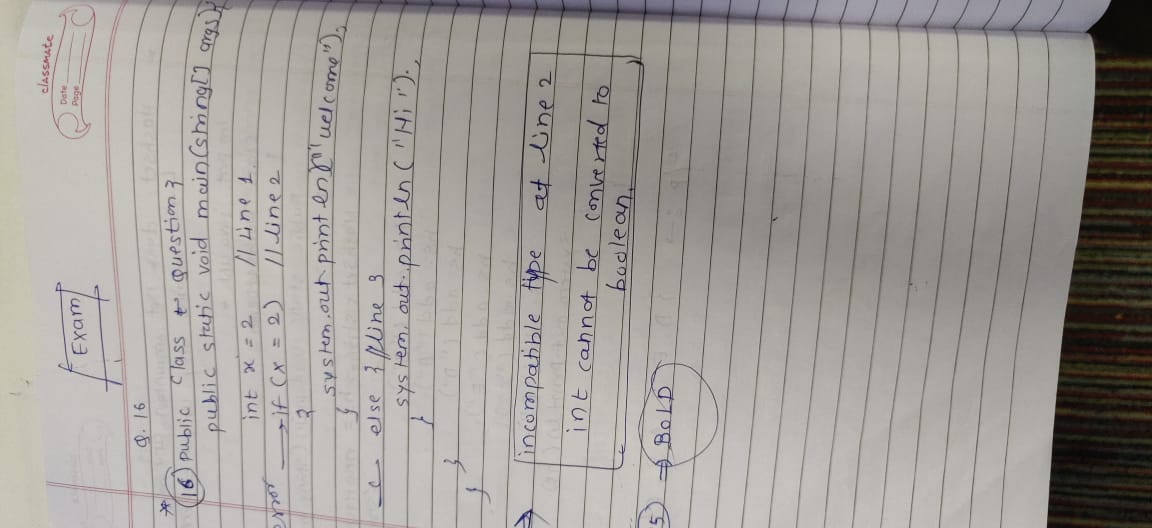 classmate
Date
Page
Exam
Q. 16
* 16) public class question {
public static void main(string[] args) {
int x = 2 // Line 1
error → if (x = 2) // Line 2
{
system.out.println("welcome");
}
else { // line 3
system.out.println("Hi");
}
}
}
→ incompatible type at line 2
int cannot be converted to
boolean.
5) → BOLD